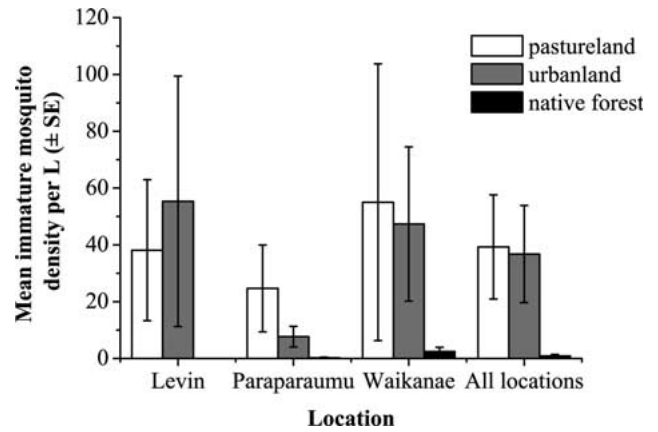 120
100
80
60
40
20
0
Mean immature mosquito
density per L (± SE)
pastureland
urbanland
native forest
Levin Paraparaumu Waikanae All locations
Location